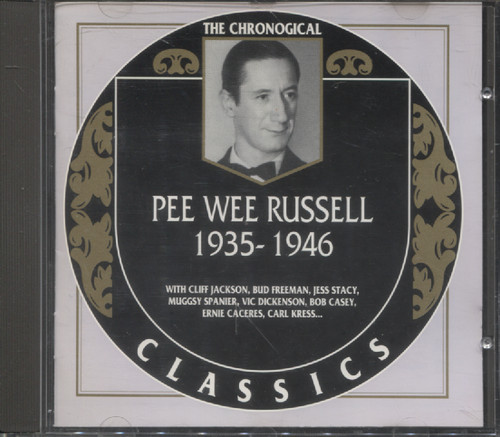 THE CHRONOGICAL
PEE WEE RUSSELL
1935-1946
WITH CLIFF JACKSON, BUD FREEMAN, JESS STACY,
MUGGSY SPANIER, VIC DICKENSON, BOB CASEY,
ERNIE CACERES, CARL KRESS...
CLASSICS